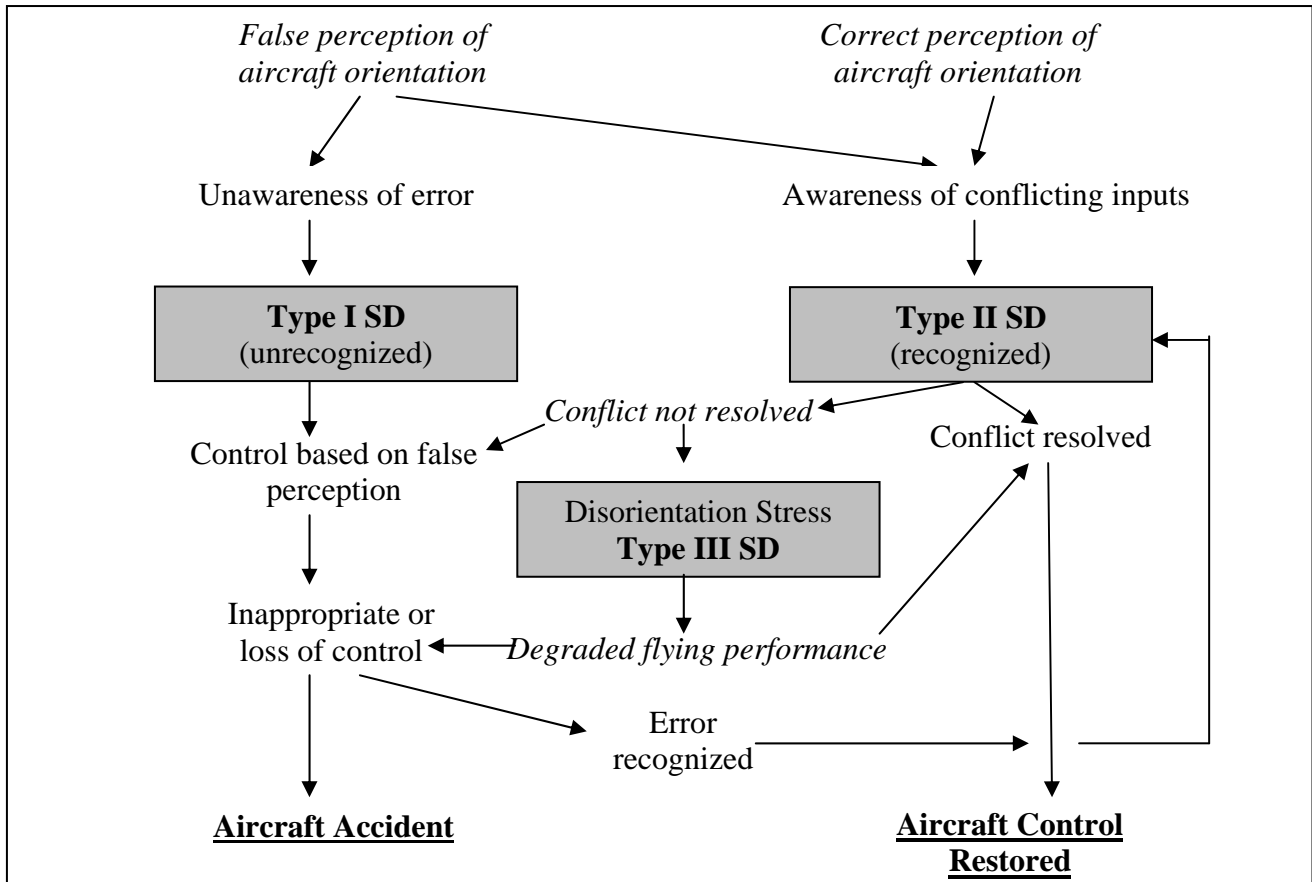 False perception of
aircraft orientation
Correct perception of
aircraft orientation
Unawareness of error
Awareness of conflicting inputs
Type I SD
(unrecognized)
Type II SD
(recognized)
Conflict not resolved
Conflict resolved
Control based on false
perception
Disorientation Stress
Type III SD
Inappropriate or
loss of control
Degraded flying performance
Error
recognized
Aircraft Accident
Aircraft Control
Restored